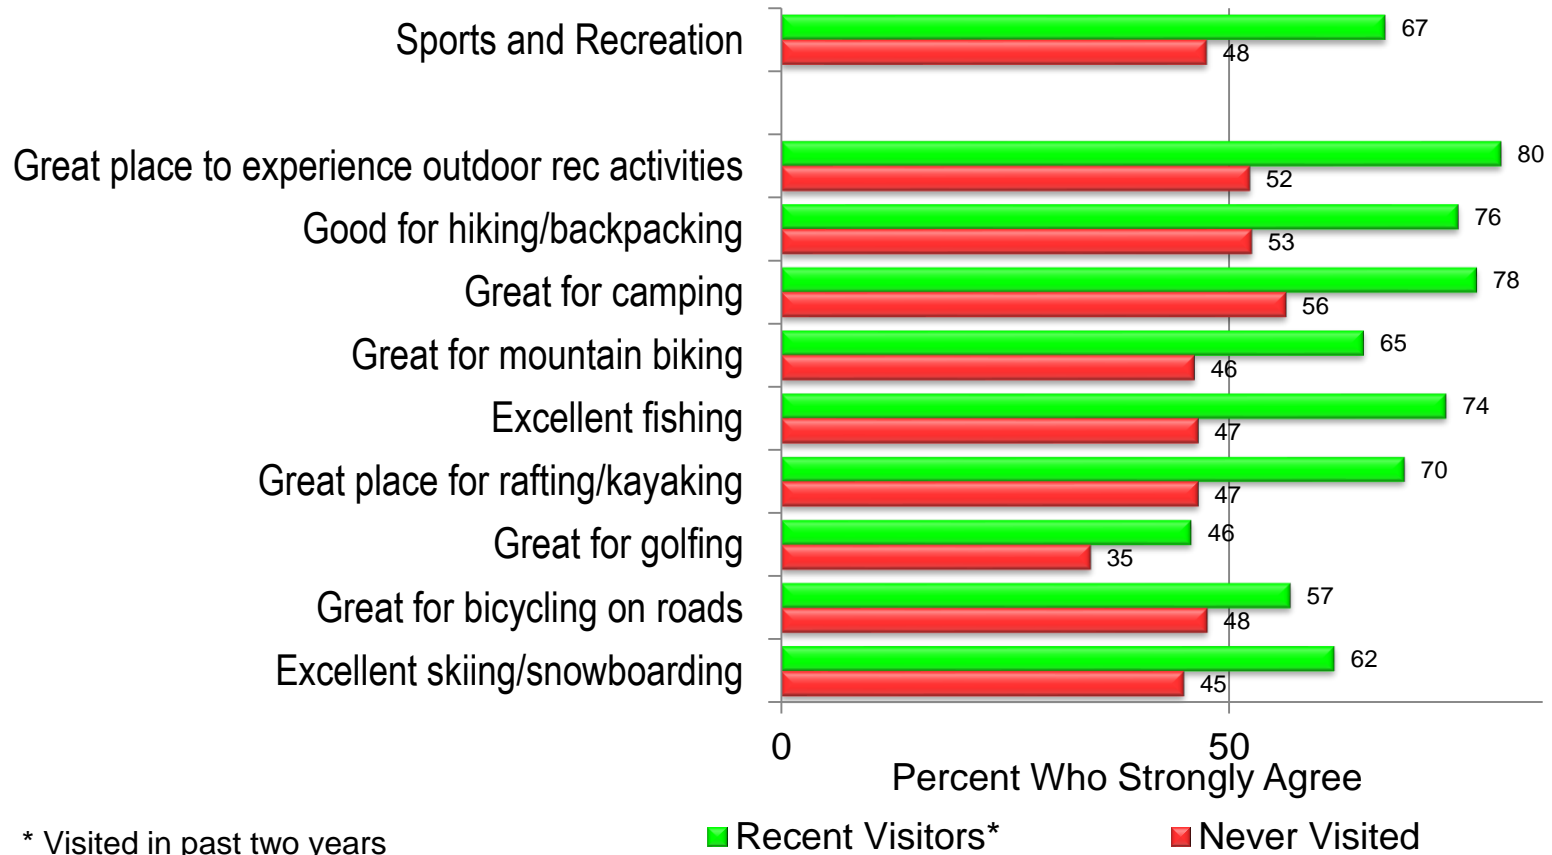 Sports and Recreation
67
48
Great place to experience outdoor rec activities
80
52
Good for hiking/backpacking
76
53
Great for camping
78
56
Great for mountain biking
65
46
Excellent fishing
74
47
Great place for rafting/kayaking
70
47
Great for golfing
46
35
Great for bicycling on roads
57
48
Excellent skiing/snowboarding
62
45
0 50
Percent Who Strongly Agree
* Visited in past two years
Recent Visitors* Never Visited